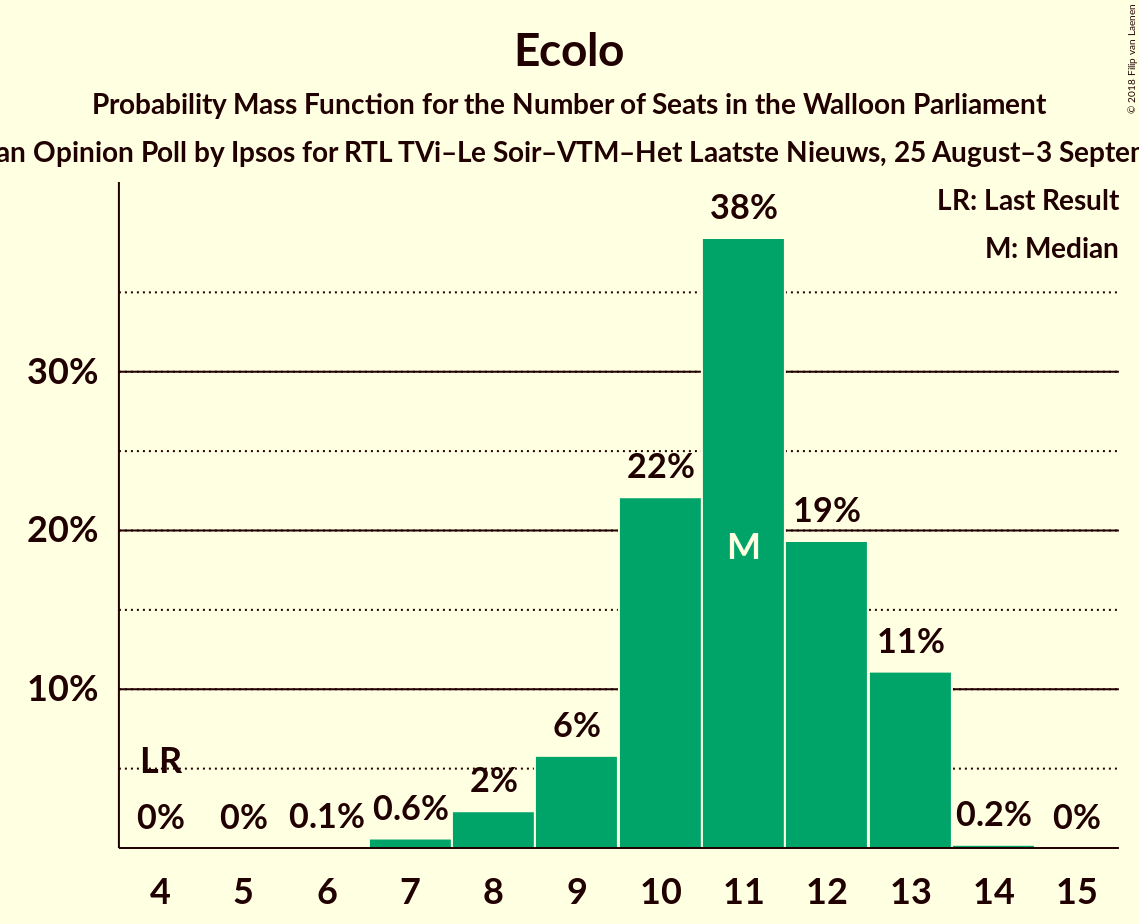 Ecolo
Probability Mass Function for the Number of Seats in the Walloon Parliament
an Opinion Poll by Ipsos for RTL TVi–Le Soir–VTM–Het Laatste Nieuws, 25 August–3 Septe
© 2018 Filip van Laenen
LR: Last Result
M: Median
38%
30%
22%
20%
19%
M
11%
10%
6%
LR
2%
0%
0%
0.1%
0.6%
0.2%
0%
4 5 6 7 8 9 10 11 12 13 14 15